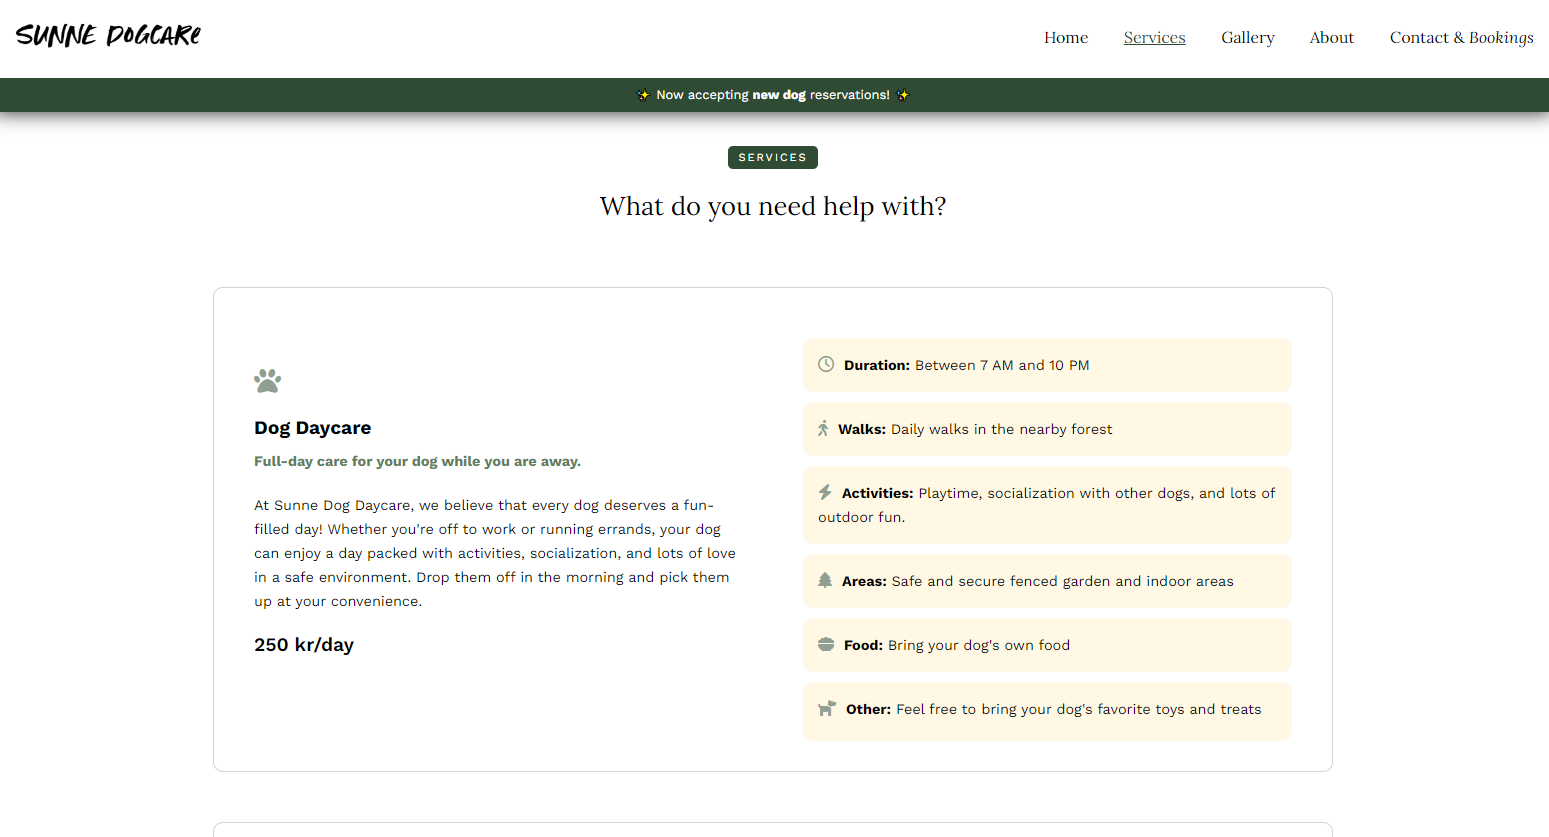 SUNNE DOGCARE
Home Services Gallery About Contact & Bookings
✨ Now accepting new dog reservations! ✨
SERVICES
What do you need help with?
Dog Daycare
Full-day care for your dog while you are away.
At Sunne Dog Daycare, we believe that every dog deserves a fun-
filled day! Whether you're off to work or running errands, your dog
can enjoy a day packed with activities, socialization, and lots of love
in a safe environment. Drop them off in the morning and pick them
up at your convenience.
250 kr/day
Duration: Between 7 AM and 10 PM
Walks: Daily walks in the nearby forest
Activities: Playtime, socialization with other dogs, and lots of
outdoor fun.
Areas: Safe and secure fenced garden and indoor areas
Food: Bring your dog's own food
Other: Feel free to bring your dog's favorite toys and treats